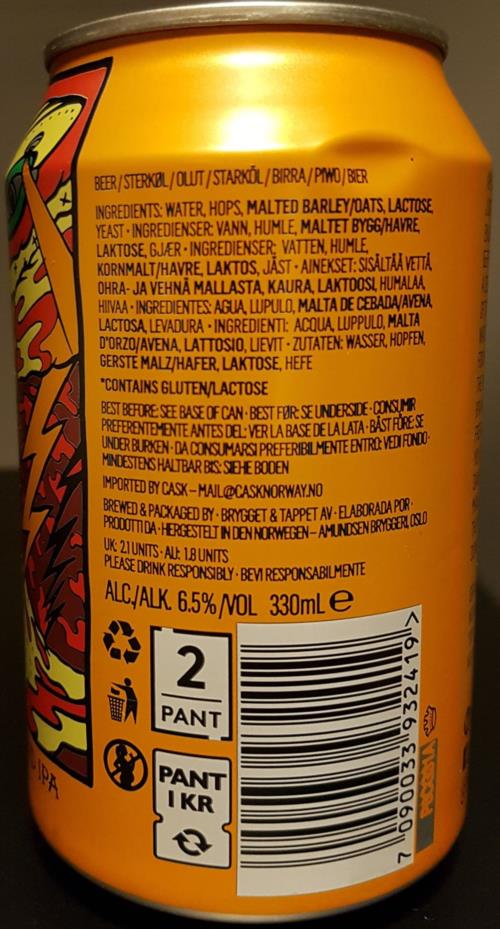 BEER / STERKØL / OLUT / STARKÖL / BIRRA / PIWO / BIER
INGREDIENTS: WATER, HOPS, MALTED BARLEY/OATS, LACTOSE,
YEAST · INGREDIENSER: VANN, HUMLE, MALTET BYGG/HAVRE,
LAKTOSE, GJÆR · INGREDIENSER: VATTEN, HUMLE,
KORNMALT/HAVRE, LAKTOS, JÄST · AINEKSET: SISÄLTÄÄ VETTÄ,
OHRA- JA VEHNÄ MALLASTA, KAURA, LAKTOOSI, HUMALAA,
HIIVAA · INGREDIENTES: AGUA, LUPULO, MALTA DE CEBADA/AVENA,
LACTOSA, LEVADURA · INGREDIENTI: ACQUA, LUPPULO, MALTA
D'ORZO/AVENA, LATTOSIO, LIEVIT · ZUTATEN: WASSER, HOPFEN,
GERSTE MALZ/HAFER, LAKTOSE, HEFE
*CONTAINS GLUTEN/LACTOSE
BEST BEFORE: SEE BASE OF CAN · BEST FØR: SE UNDERSIDE · CONSUMIR
PREFERENTEMENTE ANTES DEL: VER LA BASE DE LA LATA · BÄST FÖRE: SE
UNDER BURKEN · DA CONSUMARSI PREFERIBILMENTE ENTRO: VEDI FONDO ·
MINDESTENS HALTBAR BIS: SIEHE BODEN
IMPORTED BY CASK – MAIL@CASKNORWAY.NO
BREWED & PACKAGED BY · BRYGGET & TAPPET AV · ELABORADA POR ·
PRODOTTI DA · HERGESTELT IN DEN NORWEGEN – AMUNDSEN BRYGGERI, OSLO
UK: 2.1 UNITS · AU: 1.8 UNITS
PLEASE DRINK RESPONSIBLY · BEVI RESPONSABILMENTE
ALC./ALK. 6.5%/VOL 330mL e
2
PANT
PANT
1 KR
7 090033 932419 >
IPA